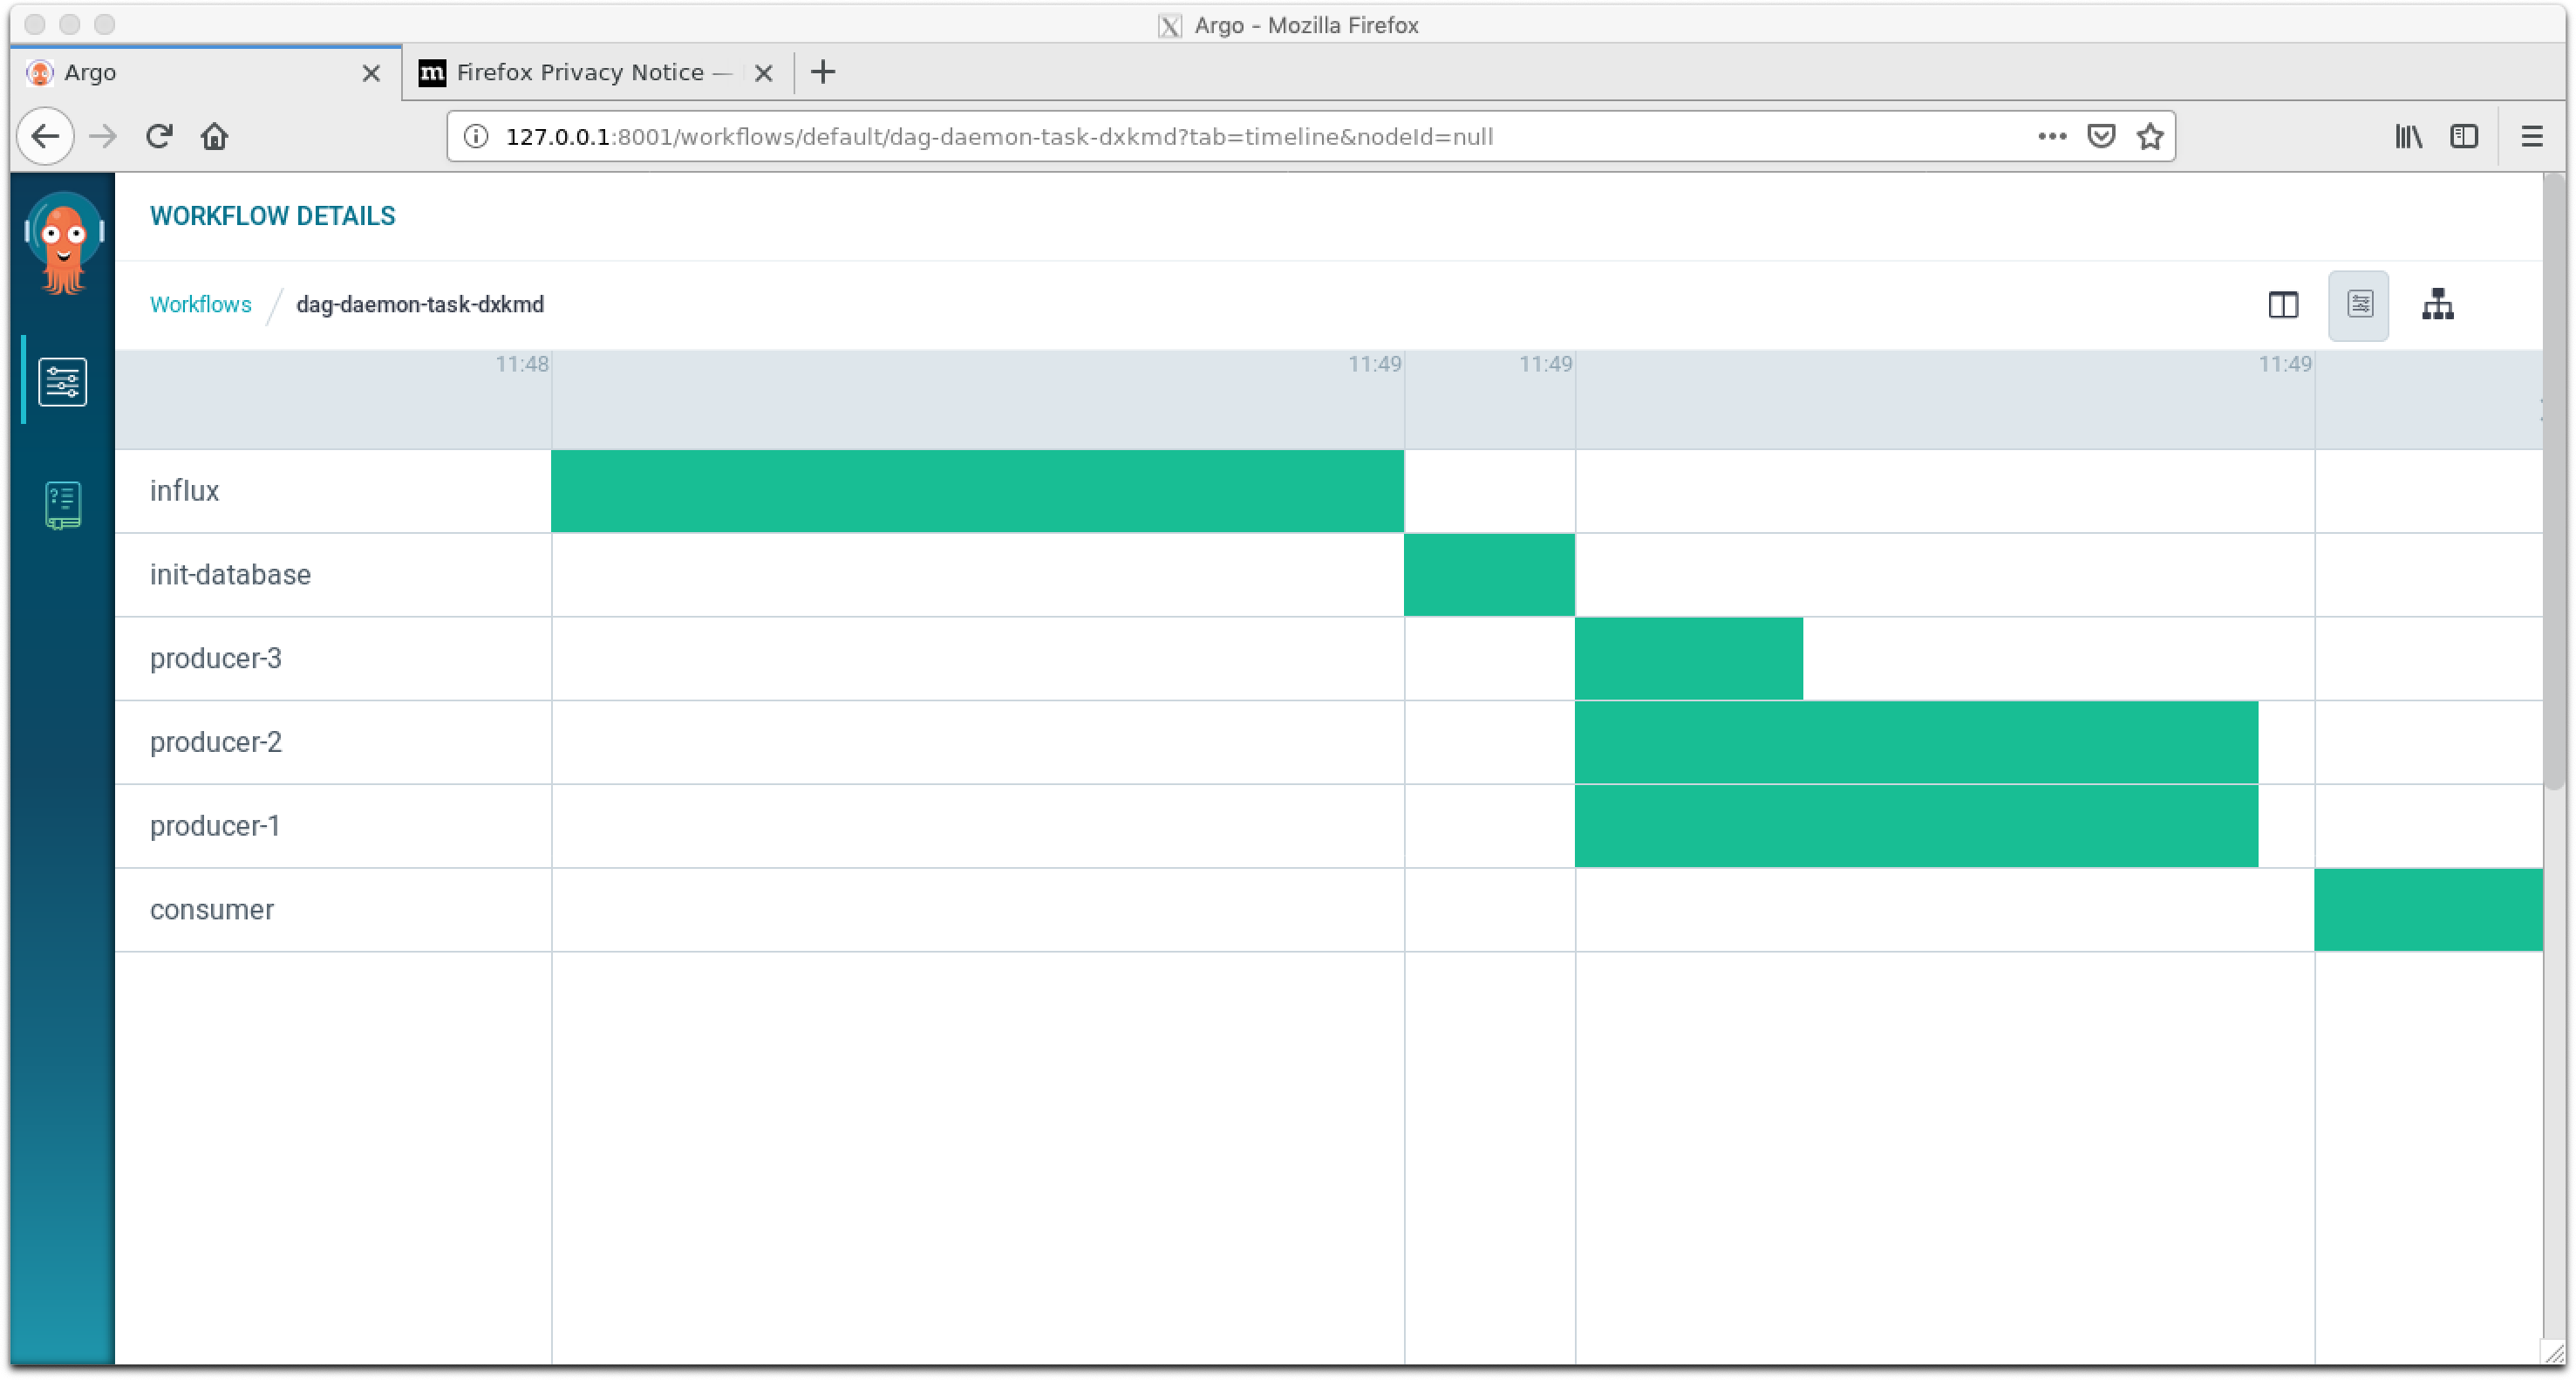 Argo - Mozilla Firefox
Argo
Firefox Privacy Notice —
127.0.0.1:8001/workflows/default/dag-daemon-task-dxkmd?tab=timeline&nodeId=null
WORKFLOW DETAILS
Workflows / dag-daemon-task-dxkmd
11:48 11:49 11:49 11:49
influx
init-database
producer-3
producer-2
producer-1
consumer